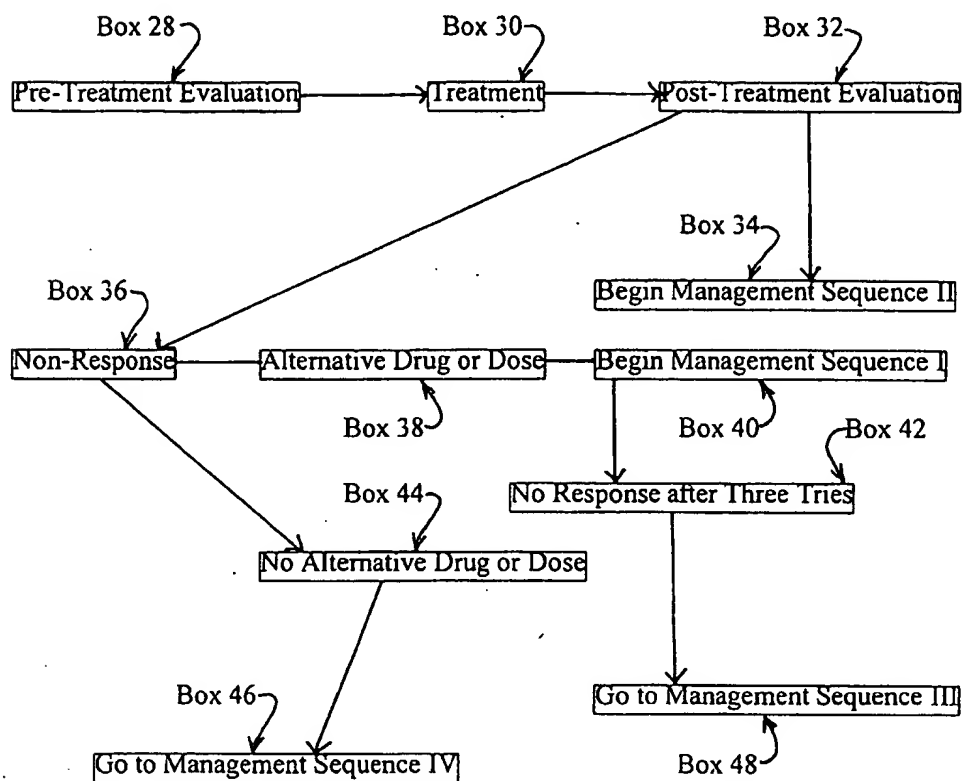 Box 28
Box 30
Box 32
Pre-Treatment Evaluation
Treatment
Post-Treatment Evaluation
Box 34
Begin Management Sequence II
Box 36
Non-Response
Alternative Drug or Dose
Begin Management Sequence I
Box 38
Box 40
Box 42
Box 44
No Response after Three Tries
No Alternative Drug or Dose
Box 46
Go to Management Sequence III
Go to Management Sequence IV
Box 48